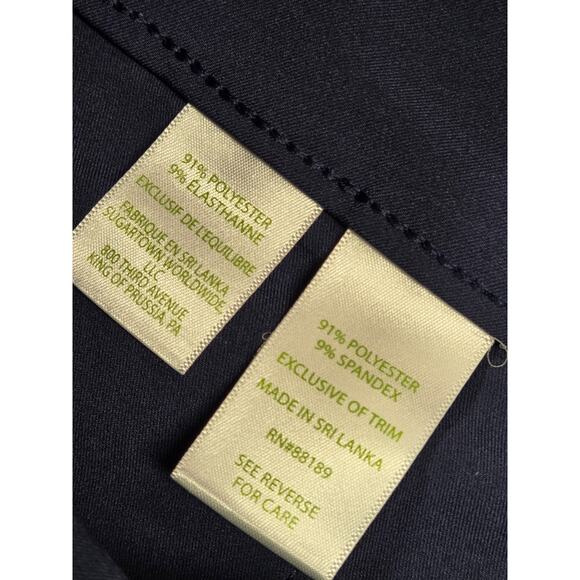 91% POLYESTER
9% ELASTHANNE
EXCLUSIF DE L'EQUILIBRE
FABRIQUE EN SRI LANKA
SUGARTOWN WORLDWIDE,
LLC
800 THIRD AVENUE
KING OF PRUSSIA, PA
91% POLYESTER
9% SPANDEX
EXCLUSIVE OF TRIM
MADE IN SRI LANKA
RN#88189
SEE REVERSE
FOR CARE